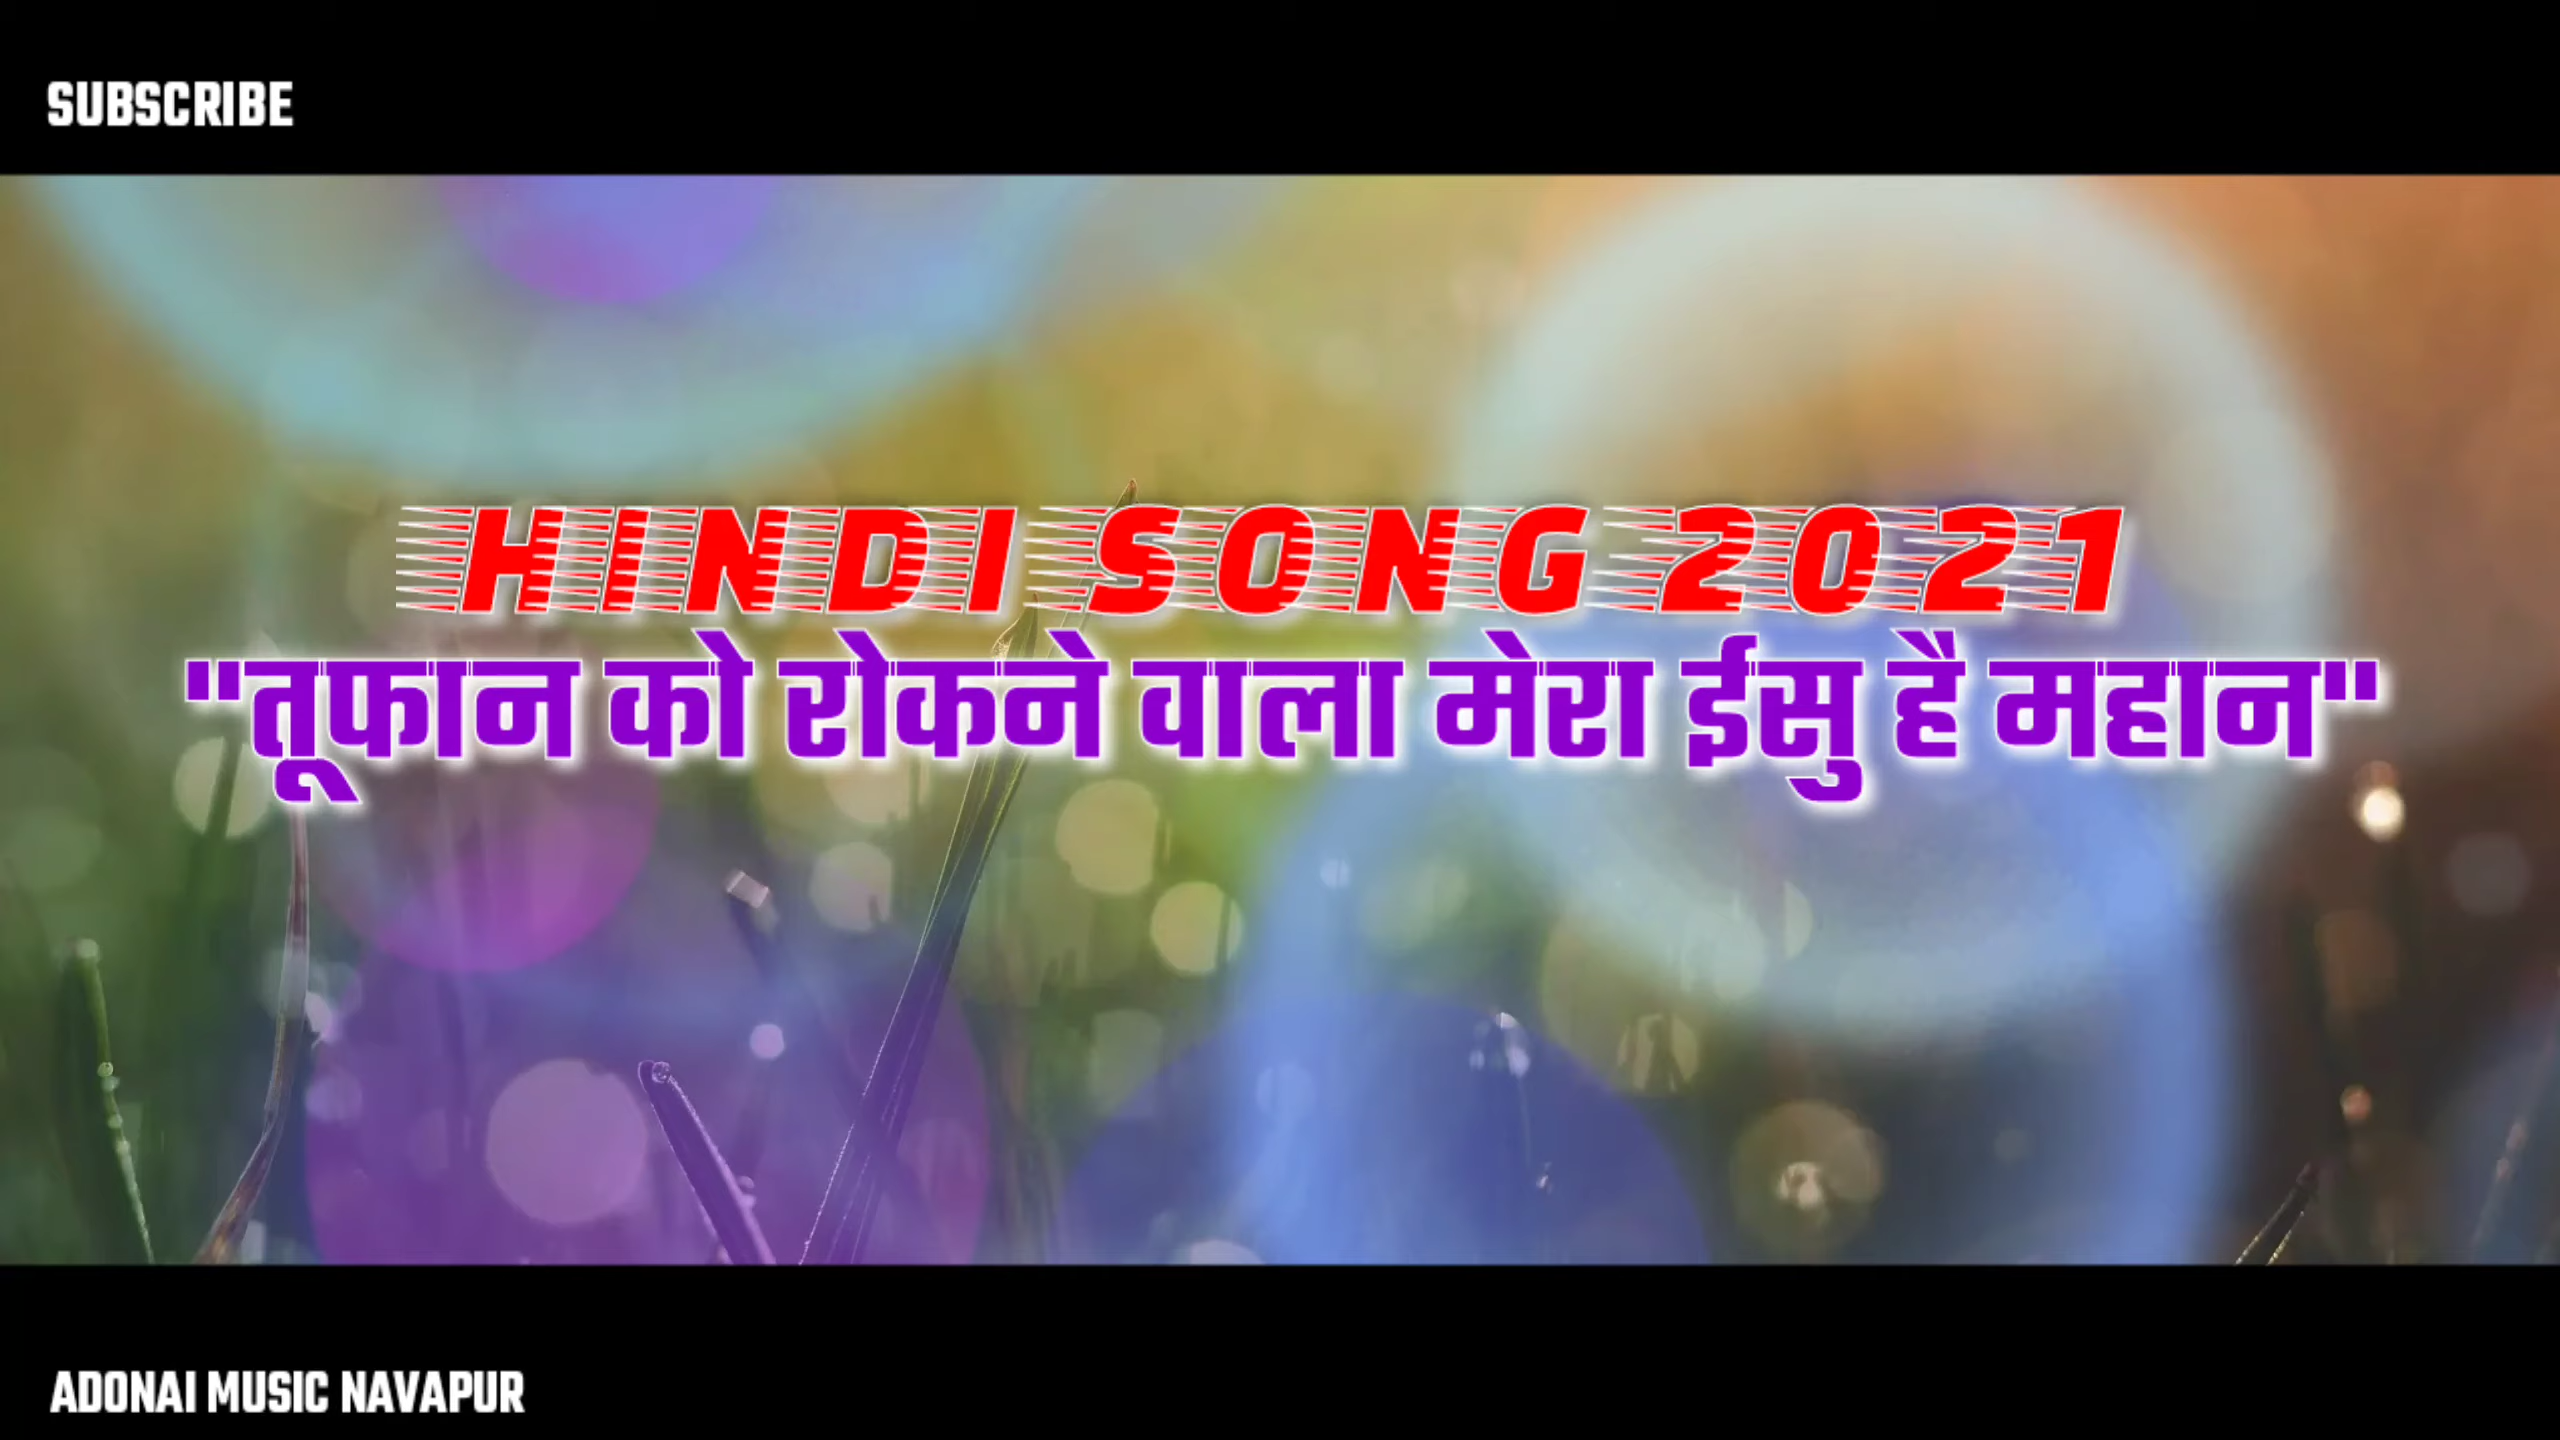 SUBSCRIBE
HINDI SONG 2021
"तूफान को रोकने वाला मेरा ईसु है महान"
ADONAI MUSIC NAVAPUR